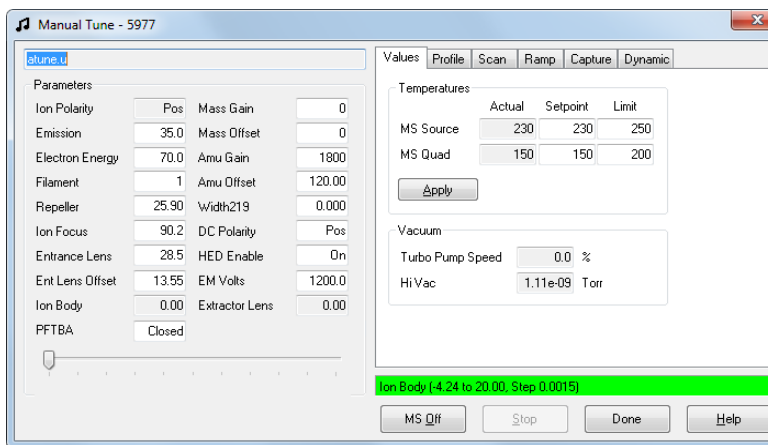 Manual Tune - 5977
atune.u
Parameters
Ion Polarity Pos Mass Gain 0
Emission 35.0 Mass Offset 0
Electron Energy 70.0 Amu Gain 1800
Filament 1 Amu Offset 120.00
Repeller 25.90 Width219 0.000
Ion Focus 90.2 DC Polarity Pos
Entrance Lens 28.5 HED Enable On
Ent Lens Offset 13.55 EM Volts 1200.0
Ion Body 0.00 Extractor Lens 0.00
PFTBA Closed
Values Profile Scan Ramp Capture Dynamic
Temperatures
Actual Setpoint Limit
MS Source 230 230 250
MS Quad 150 150 200
Apply
Vacuum
Turbo Pump Speed 0.0 %
Hi Vac 1.11e-09 Torr
Ion Body (-4.24 to 20.00, Step 0.0015)
MS Off Stop Done Help